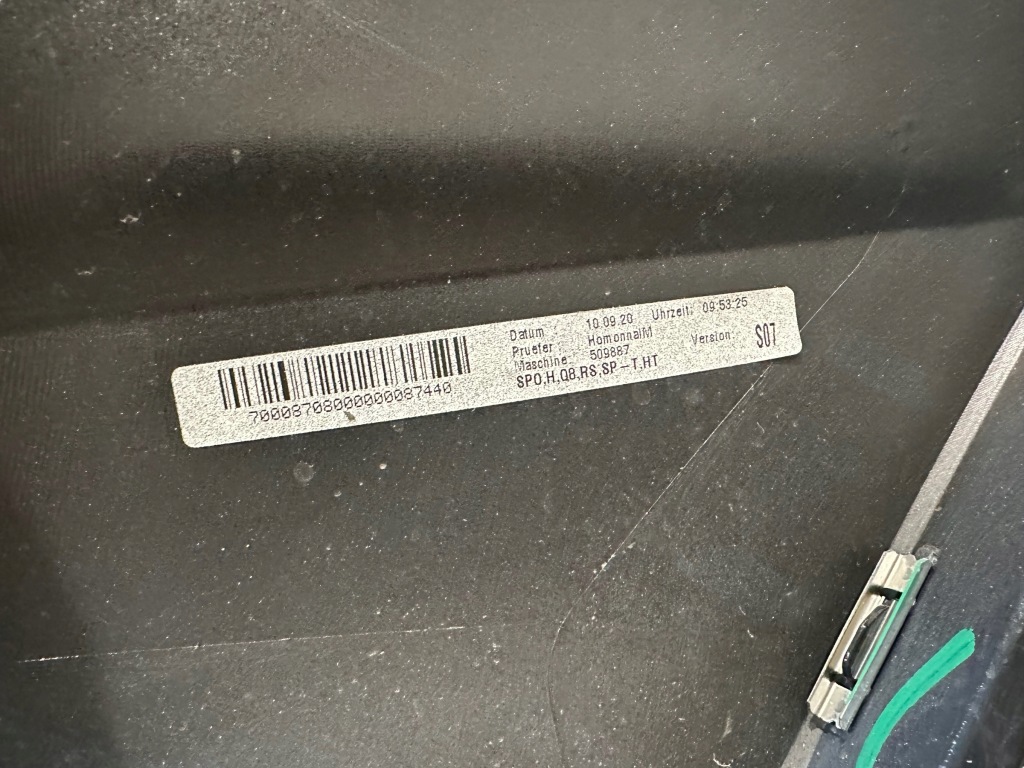 Datum : 10.09.20 Uhrzeit: 09:53:25
Pruefer : HomonnaiM
Maschine: 509887 Version: S07
SPO,H,Q8,RS,SP-T,HT
70008708000000087440